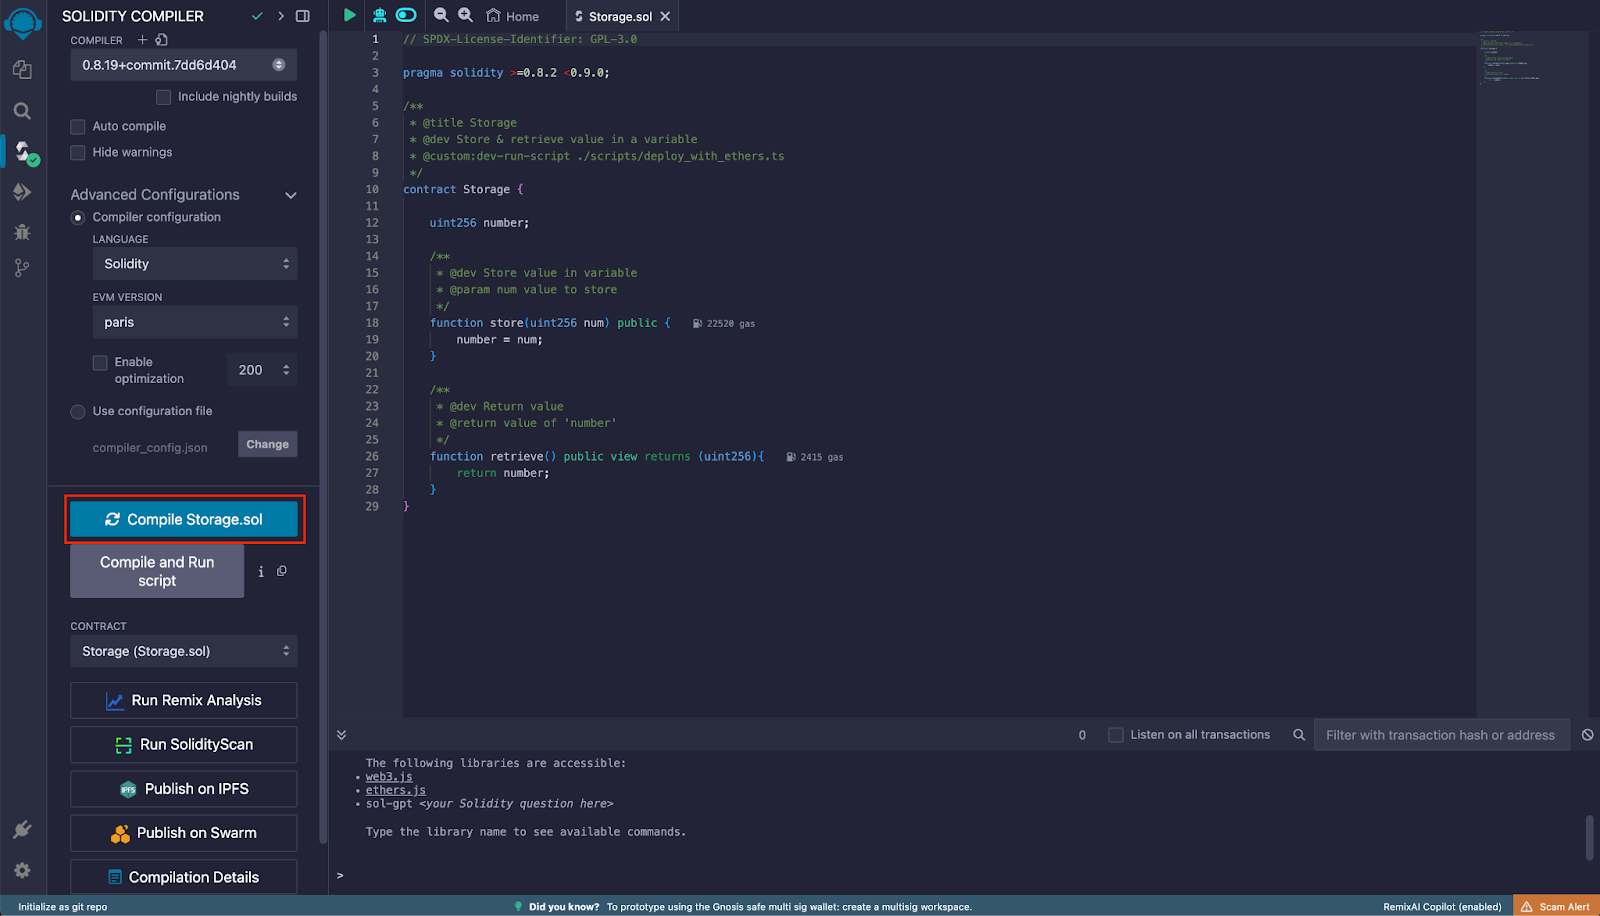 SOLIDITY COMPILER
COMPILER
0.8.19+commit.7dd6d404
Include nightly builds
Auto compile
Hide warnings
Advanced Configurations
Compiler configuration
LANGUAGE
Solidity
EVM VERSION
paris
Enable
optimization
200
Use configuration file
compiler_config.json
Change
Compile Storage.sol
Compile and Run
script
i
CONTRACT
Storage (Storage.sol)
Run Remix Analysis
Run SolidityScan
IPFS Publish on IPFS
Publish on Swarm
Compilation Details
Home
Storage.sol
1 // SPDX-License-Identifier: GPL-3.0
2
3 pragma solidity >=0.8.2 <0.9.0;
4
5 /**
6 * @title Storage
7 * @dev Store & retrieve value in a variable
8 * @custom:dev-run-script ./scripts/deploy_with_ethers.ts
9 */
10 contract Storage {
11
12 uint256 number;
13
14 /**
15 * @dev Store value in variable
16 * @param num value to store
17 */
18 function store(uint256 num) public { 22520 gas
19 number = num;
20 }
21
22 /**
23 * @dev Return value
24 * @return value of 'number'
25 */
26 function retrieve() public view returns (uint256){ 2415 gas
27 return number;
28 }
29 }
0
Listen on all transactions
Filter with transaction hash or address
The following libraries are accessible:
• web3.js
• ethers.js
• sol-gpt <your Solidity question here>
Type the library name to see available commands.
>
Initialize as git repo
Did you know? To prototype using the Gnosis safe multi sig wallet: create a multisig workspace.
RemixAI Copilot (enabled)
Scam Alert